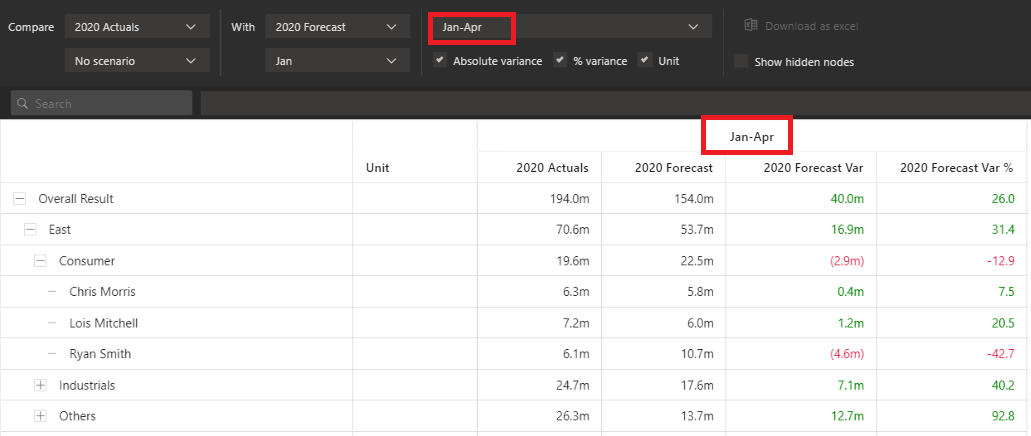 Compare 2020 Actuals With 2020 Forecast Jan-Apr Download as excel
No scenario Jan Absolute variance % variance Unit Show hidden nodes
Search
Jan-Apr
Unit 2020 Actuals 2020 Forecast 2020 Forecast Var 2020 Forecast Var %
Overall Result 194.0m 154.0m 40.0m 26.0
East 70.6m 53.7m 16.9m 31.4
Consumer 19.6m 22.5m (2.9m) -12.9
Chris Morris 6.3m 5.8m 0.4m 7.5
Lois Mitchell 7.2m 6.0m 1.2m 20.5
Ryan Smith 6.1m 10.7m (4.6m) -42.7
Industrials 24.7m 17.6m 7.1m 40.2
Others 26.3m 13.7m 12.7m 92.8